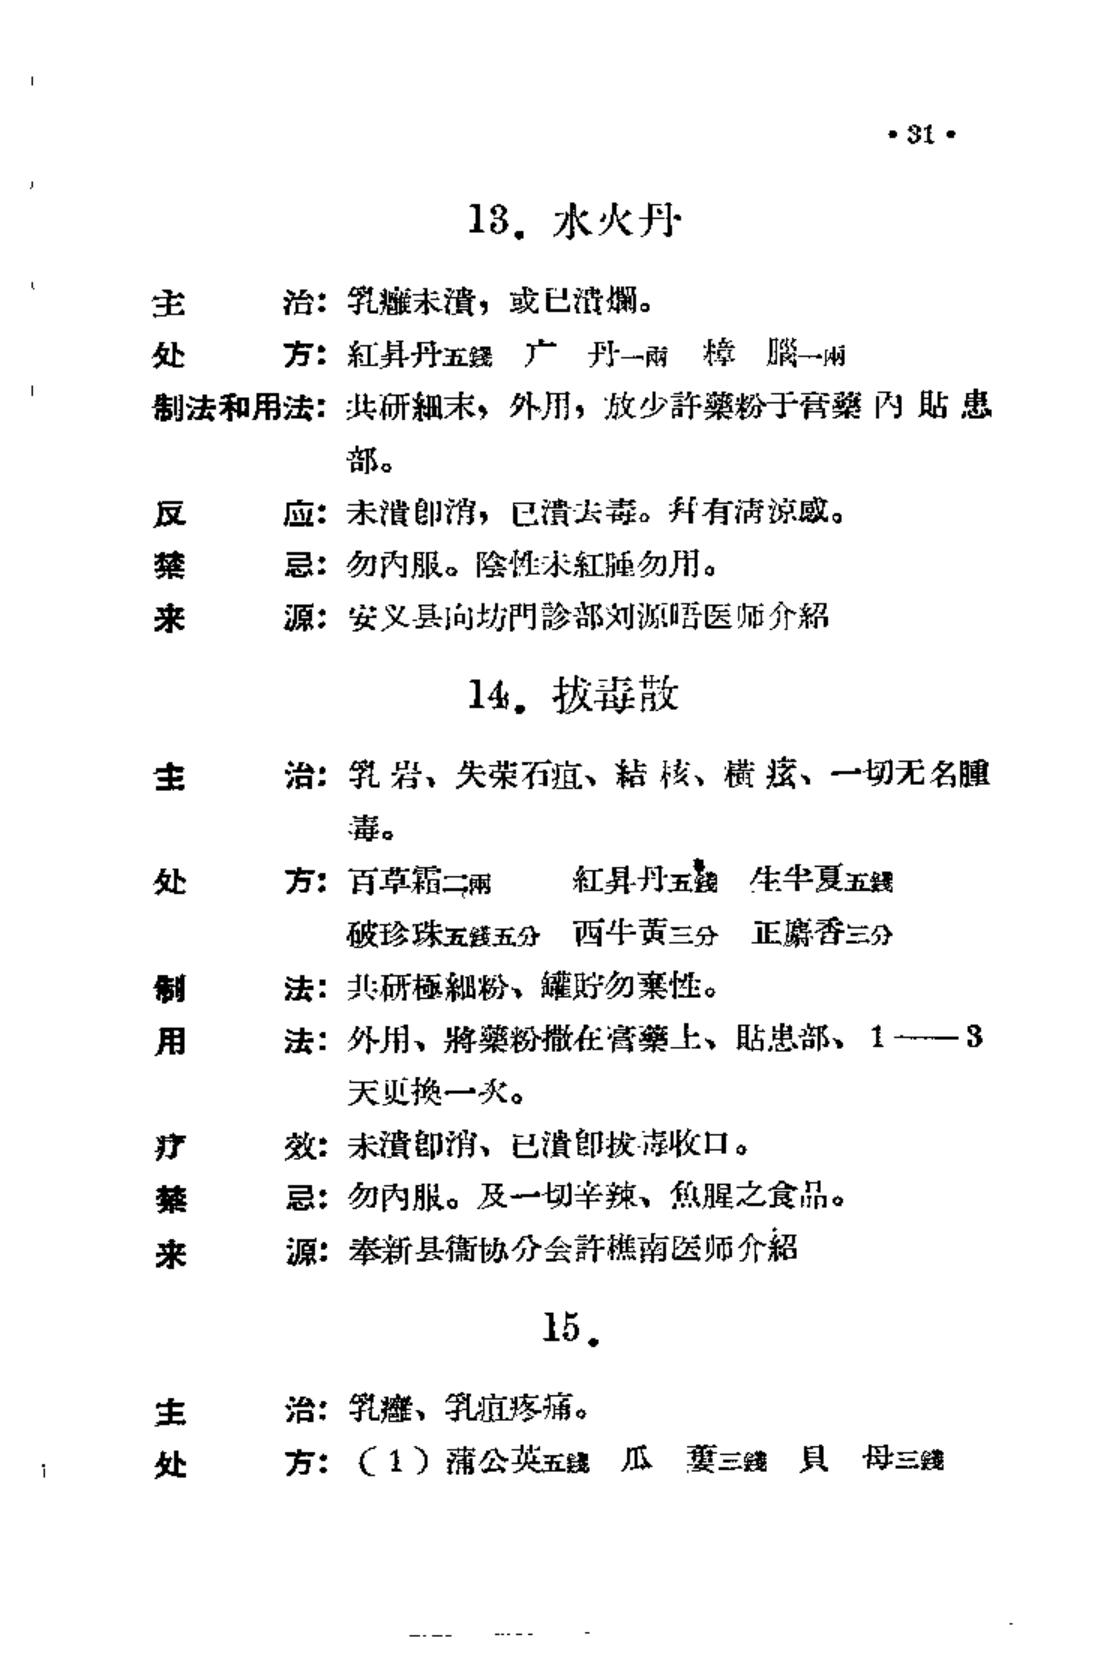 •31•
13. 水火丹
主 治：乳癰未潰，或已潰爛。
处 方：紅昇丹五錢 广 丹一兩 樟 腦一兩
制法和用法：共研細末，外用，放少許藥粉于膏藥內貼患
部。
反 应：未潰卽消，已潰去毒。幷有淸涼感。
禁 忌：勿內服。陰性未紅腫勿用。
来 源：安义县向坊門診部刘源晤医师介紹
14. 拔毒散
主 治：乳岩、失荣石疽、結核、橫痃、一切无名腫
毒。
处 方：百草霜二兩 紅昇丹五錢 生半夏五錢
破珍珠五錢五分 西牛黃三分 正麝香三分
制 法：共研極細粉、罐貯勿棄性。
用 法：外用、將藥粉撒在膏藥上、貼患部、1——3
天更換一次。
疗 效：未潰卽消、已潰卽拔毒收口。
禁 忌：勿內服。及一切辛辣、魚腥之食品。
来 源：奉新县衞协分会許樵南医师介紹
15.
主 治：乳癰、乳疽疼痛。
处 方：（1）蒲公英五錢 瓜 蔞三錢 貝 母三錢